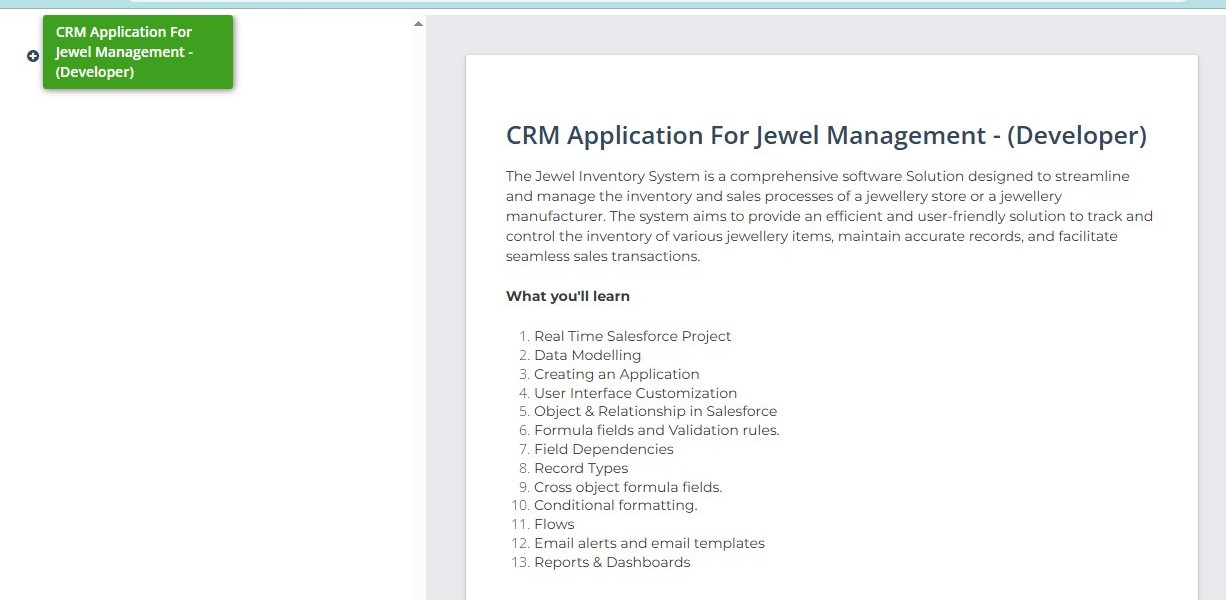 CRM Application For
Jewel Management -
(Developer)
CRM Application For Jewel Management - (Developer)
The Jewel Inventory System is a comprehensive software Solution designed to streamline
and manage the inventory and sales processes of a jewellery store or a jewellery
manufacturer. The system aims to provide an efficient and user-friendly solution to track and
control the inventory of various jewellery items, maintain accurate records, and facilitate
seamless sales transactions.
What you'll learn
1. Real Time Salesforce Project
2. Data Modelling
3. Creating an Application
4. User Interface Customization
5. Object & Relationship in Salesforce
6. Formula fields and Validation rules.
7. Field Dependencies
8. Record Types
9. Cross object formula fields.
10. Conditional formatting.
11. Flows
12. Email alerts and email templates
13. Reports & Dashboards